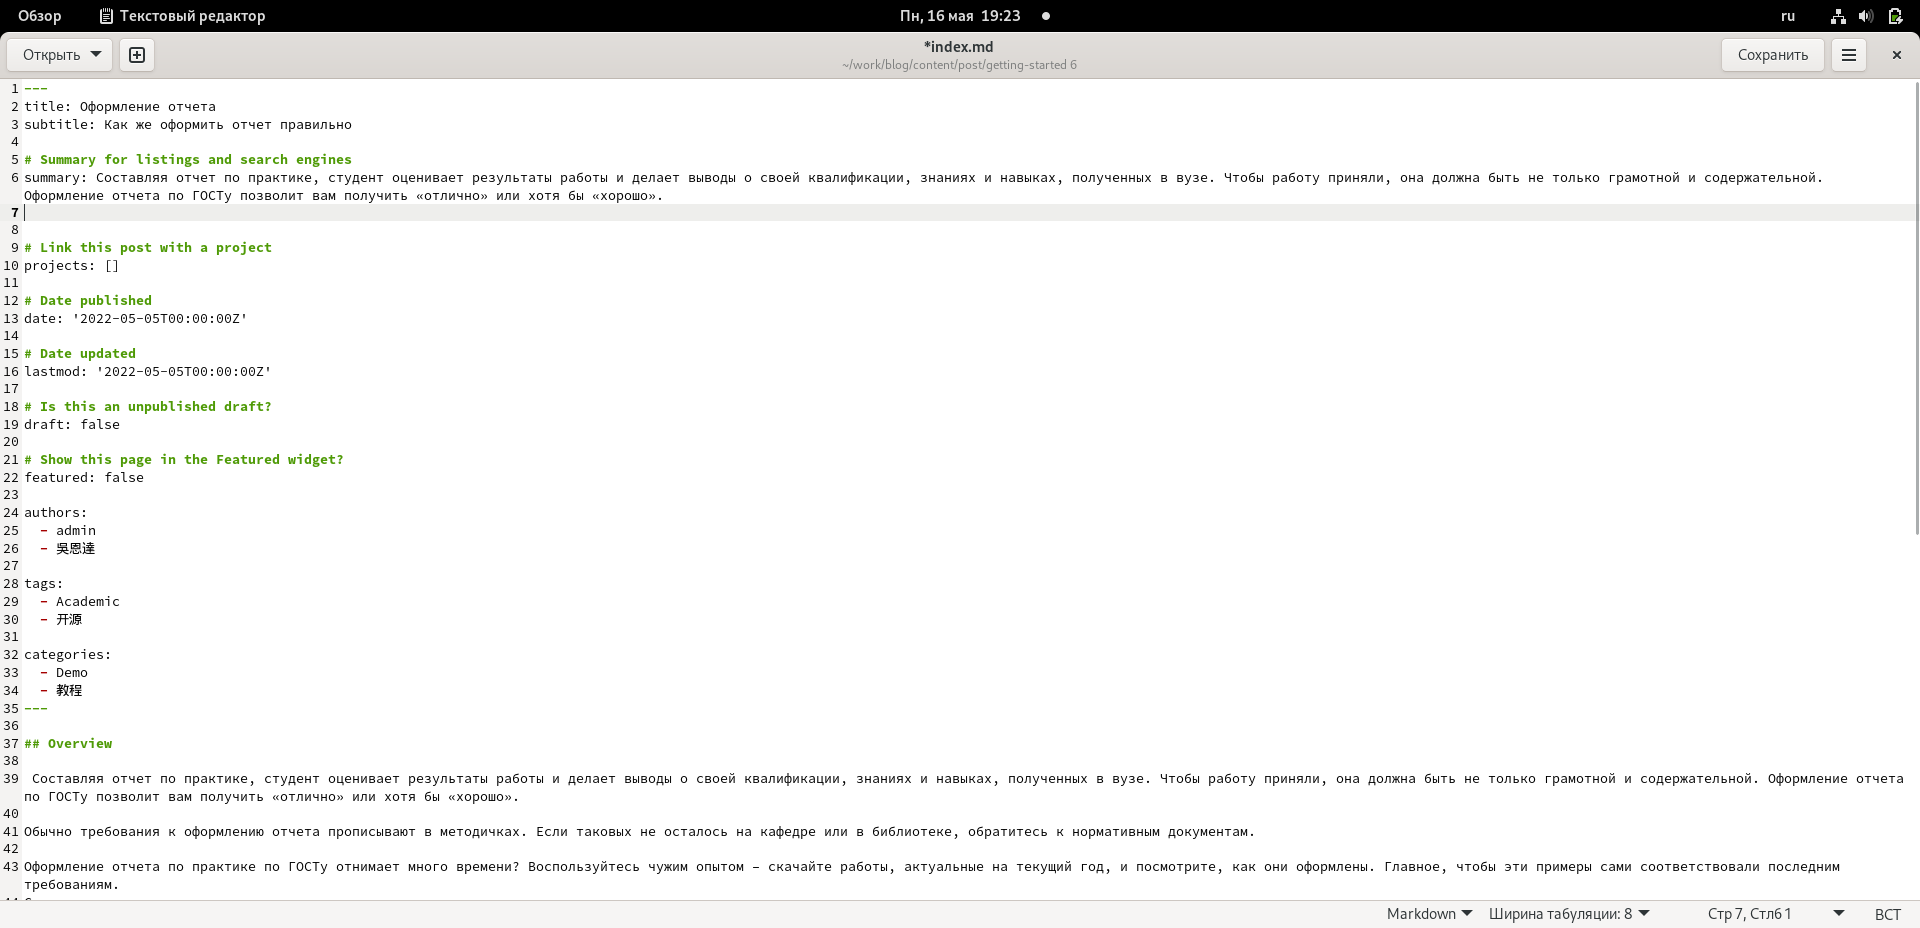 Обзор Текстовый редактор Пн, 16 мая 19:23 ru
Открыть *index.md Сохранить
~/work/blog/content/post/getting-started 6
1 ---
2 title: Оформление отчета
3 subtitle: Как же оформить отчет правильно
4
5 # Summary for listings and search engines
6 summary: Составляя отчет по практике, студент оценивает результаты работы и делает выводы о своей квалификации, знаниях и навыках, полученных в вузе. Чтобы работу приняли, она должна быть не только грамотной и содержательной.
Оформление отчета по ГОСТу позволит вам получить «отлично» или хотя бы «хорошо».
7
8
9 # Link this post with a project
10 projects: []
11
12 # Date published
13 date: '2022-05-05T00:00:00Z'
14
15 # Date updated
16 lastmod: '2022-05-05T00:00:00Z'
17
18 # Is this an unpublished draft?
19 draft: false
20
21 # Show this page in the Featured widget?
22 featured: false
23
24 authors:
25 - admin
26 - 吳恩達
27
28 tags:
29 - Academic
30 - 开源
31
32 categories:
33 - Demo
34 - 教程
35 ---
36
37 ## Overview
38
39 Составляя отчет по практике, студент оценивает результаты работы и делает выводы о своей квалификации, знаниях и навыках, полученных в вузе. Чтобы работу приняли, она должна быть не только грамотной и содержательной. Оформление отчета
по ГОСТу позволит вам получить «отлично» или хотя бы «хорошо».
40
41 Обычно требования к оформлению отчета прописывают в методичках. Если таковых не осталось на кафедре или в библиотеке, обратитесь к нормативным документам.
42
43 Оформление отчета по практике по ГОСТу отнимает много времени? Воспользуйтесь чужим опытом – скачайте работы, актуальные на текущий год, и посмотрите, как они оформлены. Главное, чтобы эти примеры сами соответствовали последним
требованиям.
Markdown Ширина табуляции: 8 Стр 7, Стлб 1 ВСТ